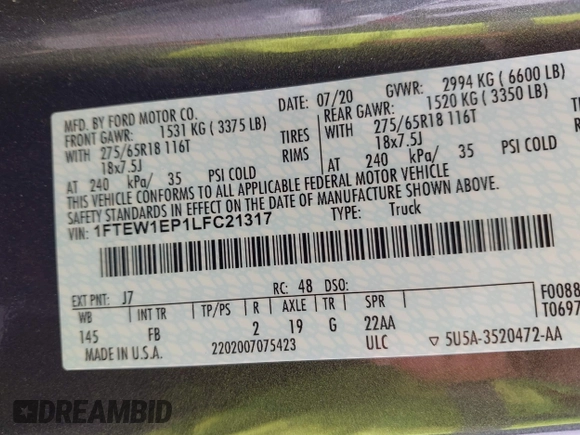 MFD. BY FORD MOTOR CO.
DATE: 07/20 GVWR: 2994 KG ( 6600 LB)
FRONT GAWR: 1531 KG ( 3375 LB)
REAR GAWR: 1520 KG ( 3350 LB)
WITH 275/65R18 116T TIRES WITH 275/65R18 116T
18x7.5J RIMS 18x7.5J
AT 240 kPa/ 35 PSI COLD AT 240 kPa/ 35 PSI COLD
THIS VEHICLE CONFORMS TO ALL APPLICABLE FEDERAL MOTOR VEHICLE
SAFETY STANDARDS IN EFFECT ON THE DATE OF MANUFACTURE SHOWN ABOVE.
VIN: 1FTEW1EP1LFC21317 TYPE: Truck
EXT PNT: J7 RC: 48 DSO:
WB INT TR TP/PS R AXLE TR SPR
145 FB 2 19 G 22AA
MADE IN U.S.A. 2202007075423 ULC ▽ 5U5A-3520472-AA
F0088
T0697
DREAMBID